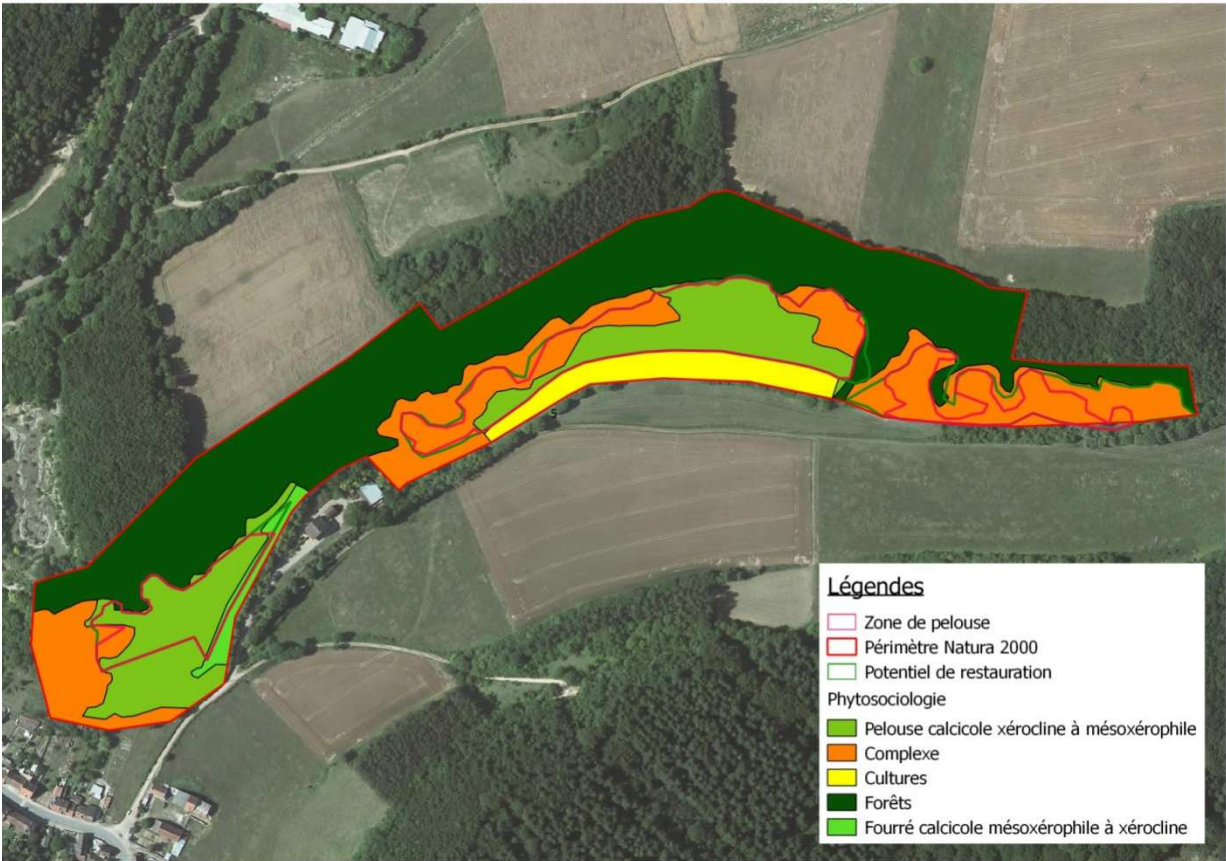 5
Légendes
Zone de pelouse
Périmètre Natura 2000
Potentiel de restauration
Phytosociologie
Pelouse calcicole xérocline à mésoxérophile
Complexe
Cultures
Forêts
Fourré calcicole mésoxérophile à xérocline